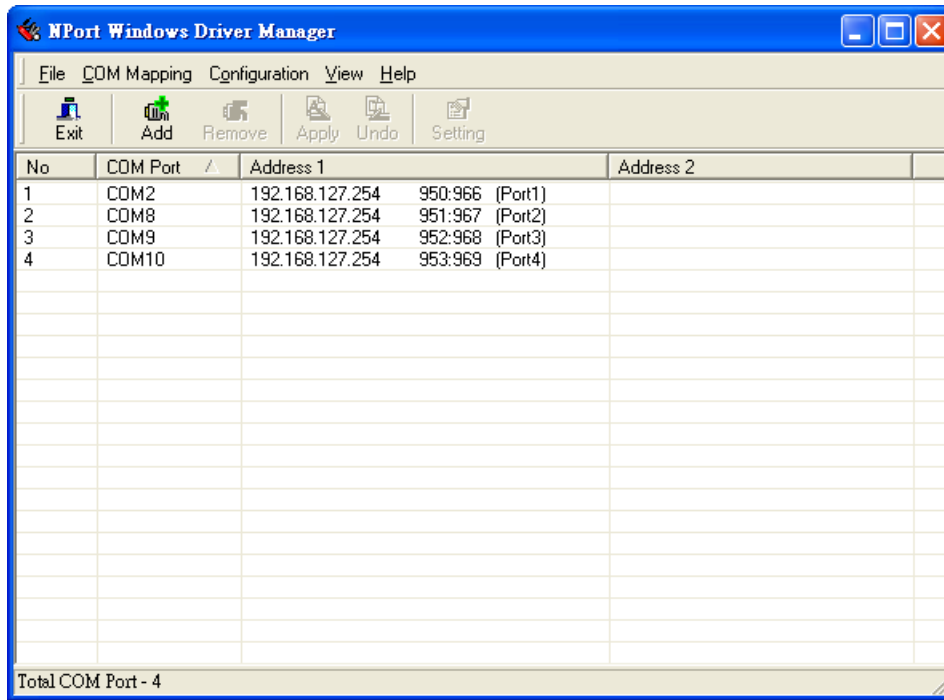 NPort Windows Driver Manager
File COM Mapping Configuration View Help
Exit Add Remove Apply Undo Setting
No COM Port Address 1 Address 2
1 COM2 192.168.127.254 950:966 (Port1)
2 COM8 192.168.127.254 951:967 (Port2)
3 COM9 192.168.127.254 952:968 (Port3)
4 COM10 192.168.127.254 953:969 (Port4)
Total COM Port - 4